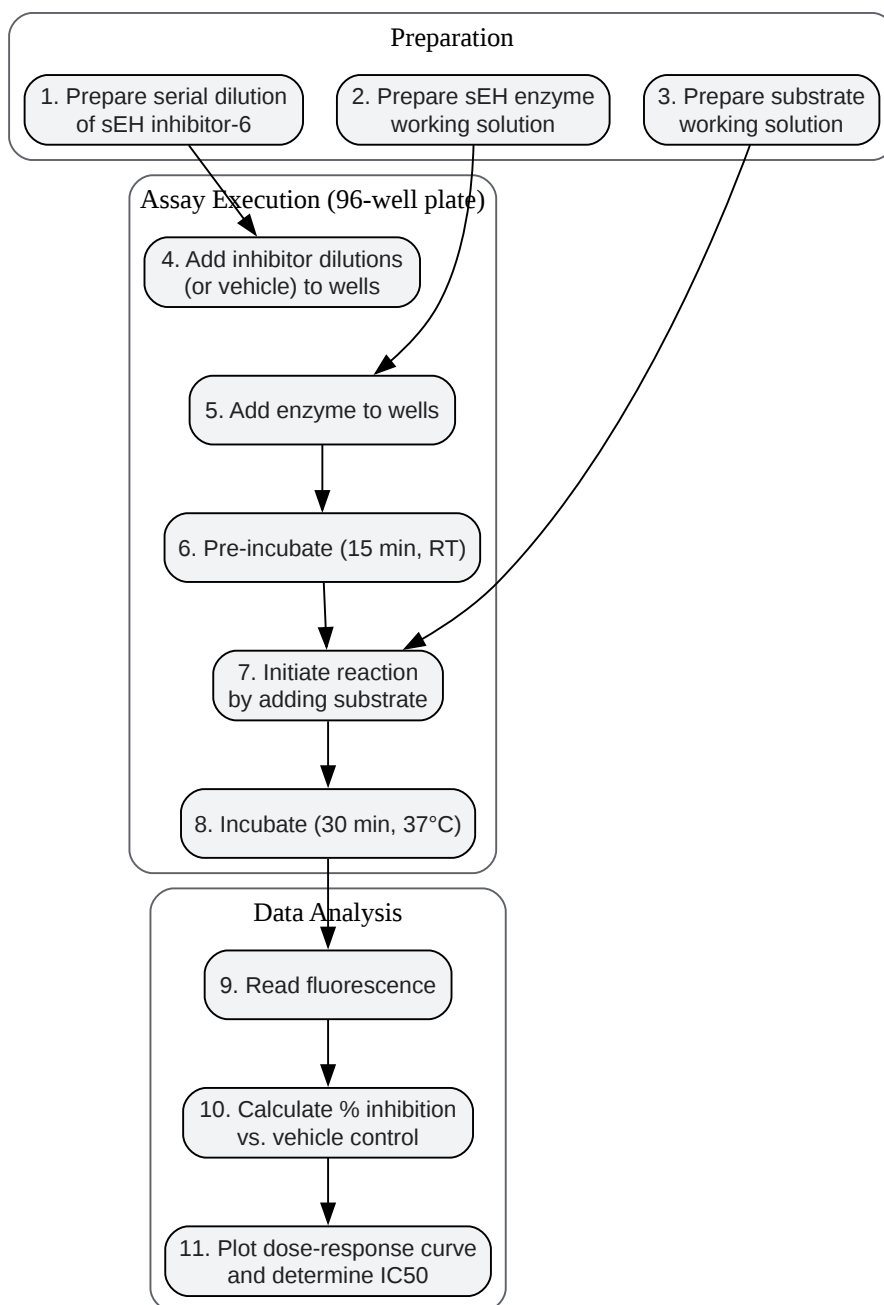 Preparation
1. Prepare serial dilution
of sEH inhibitor-6
2. Prepare sEH enzyme
working solution
3. Prepare substrate
working solution
Assay Execution (96-well plate)
4. Add inhibitor dilutions
(or vehicle) to wells
5. Add enzyme to wells
6. Pre-incubate (15 min, RT)
7. Initiate reaction
by adding substrate
8. Incubate (30 min, 37°C)
Data Analysis
9. Read fluorescence
10. Calculate % inhibition
vs. vehicle control
11. Plot dose-response curve
and determine IC50